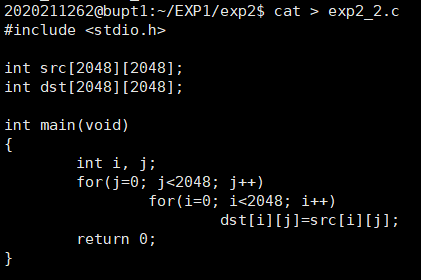 2020211262@bupt1:~/EXP1/exp2$ cat > exp2_2.c
#include <stdio.h>

int src[2048][2048];
int dst[2048][2048];

int main(void)
{
        int i, j;
        for(j=0; j<2048; j++)
                for(i=0; i<2048; i++)
                        dst[i][j]=src[i][j];
        return 0;
}